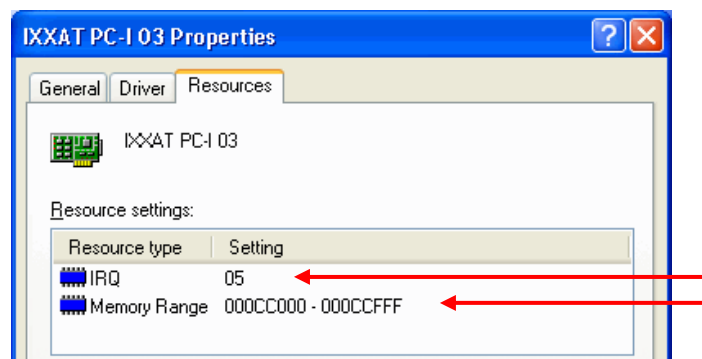 IXXAT PC-I 03 Properties
General Driver Resources
IXXAT PC-I 03
Resource settings:
Resource type Setting
IRQ 05
Memory Range 000CC000 - 000CCFFF